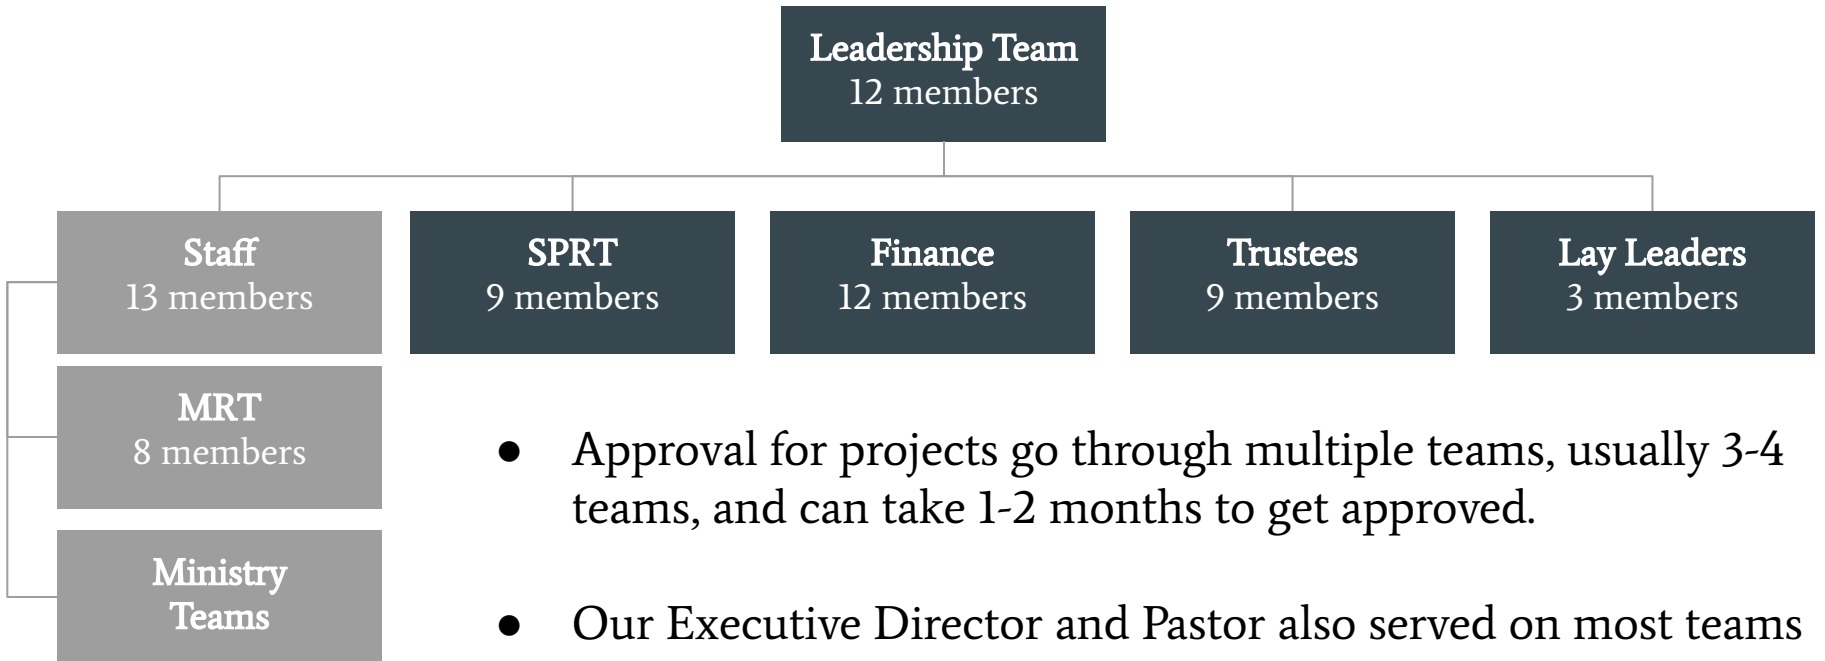 Leadership Team
12 members
Staff
13 members
SPRT
9 members
Finance
12 members
Trustees
9 members
Lay Leaders
3 members
MRT
8 members
Ministry
Teams
● Approval for projects go through multiple teams, usually 3-4
teams, and can take 1-2 months to get approved.
● Our Executive Director and Pastor also served on most teams